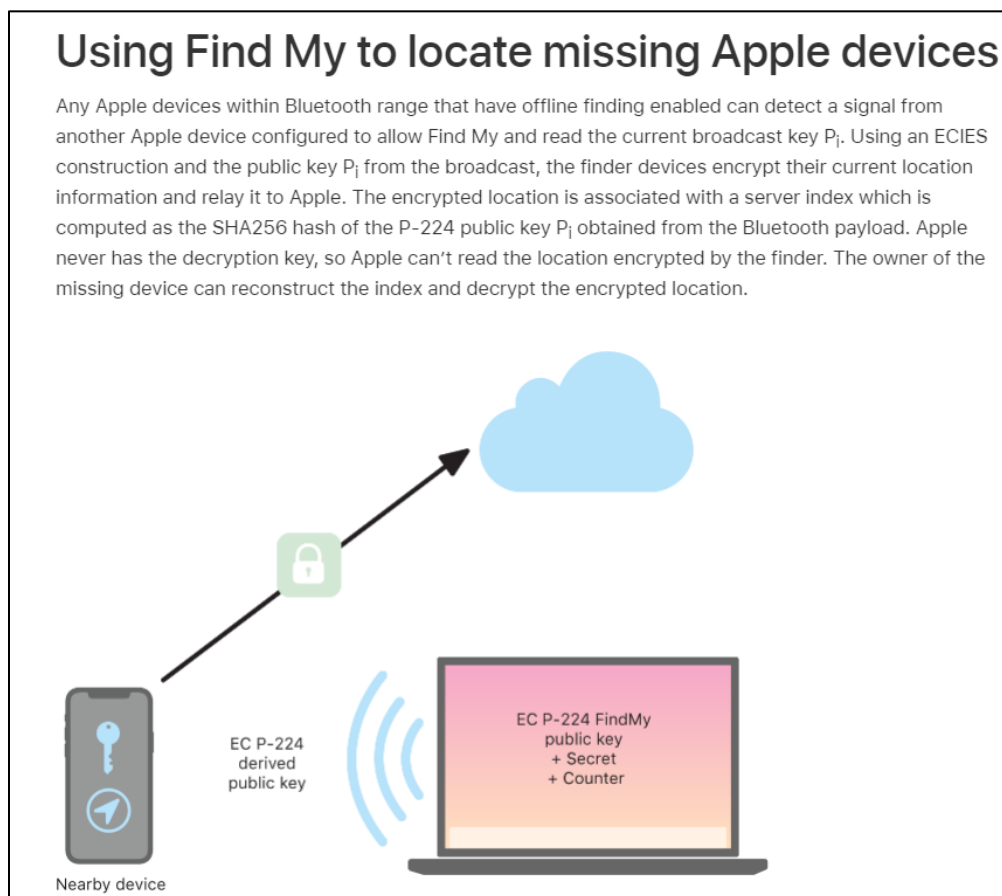 Using Find My to locate missing Apple devices
Any Apple devices within Bluetooth range that have offline finding enabled can detect a signal from
another Apple device configured to allow Find My and read the current broadcast key Pi. Using an ECIES
construction and the public key Pi from the broadcast, the finder devices encrypt their current location
information and relay it to Apple. The encrypted location is associated with a server index which is
computed as the SHA256 hash of the P-224 public key Pi obtained from the Bluetooth payload. Apple
never has the decryption key, so Apple can’t read the location encrypted by the finder. The owner of the
missing device can reconstruct the index and decrypt the encrypted location.
EC P-224
derived
public key
EC P-224 FindMy
public key
+ Secret
+ Counter
Nearby device